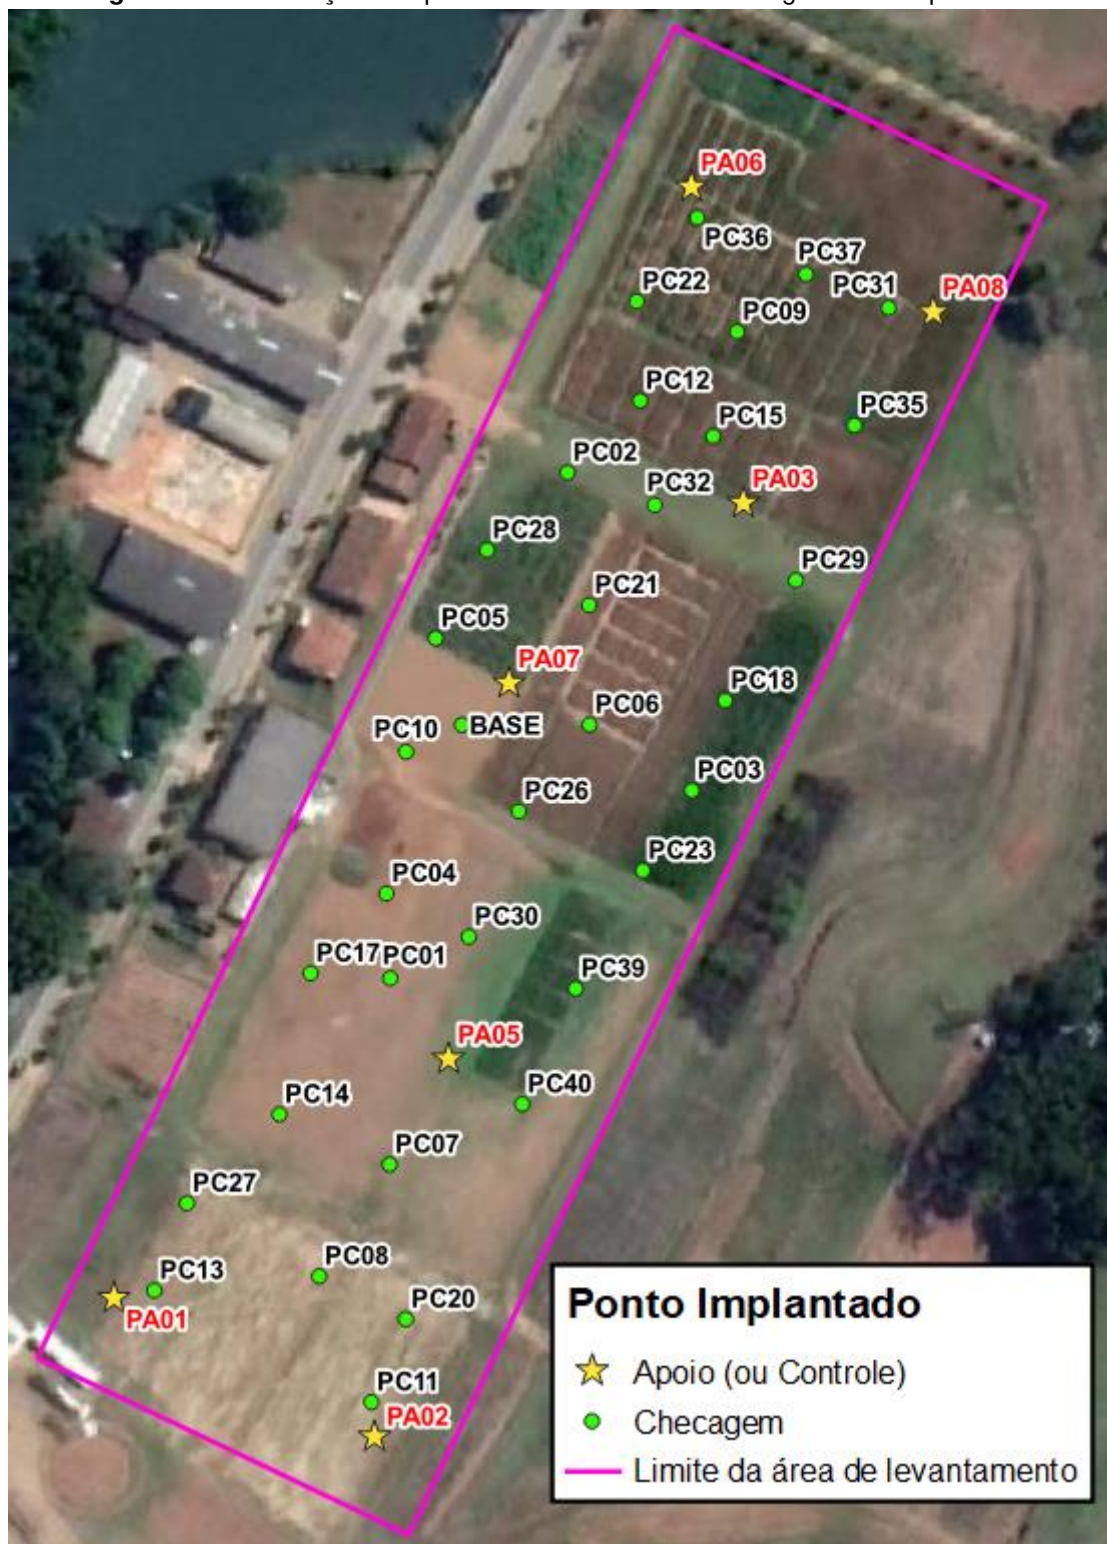 PA06
PC36
PC37
PC22
PC31
PA08
PC09
PC12
PC15
PC35
PC02
PC32
PA03
PC28
PC29
PC21
PC05
PA07
PC18
PC10
BASE
PC06
PC03
PC26
PC23
PC04
PC30
PC17
PC01
PC39
PA05
PC14
PC40
PC07
PC27
PC08
PC13
PA01
PC20
PC11
PA02
Ponto Implantado
Apoio (ou Controle)
Checagem
Limite da área de levantamento